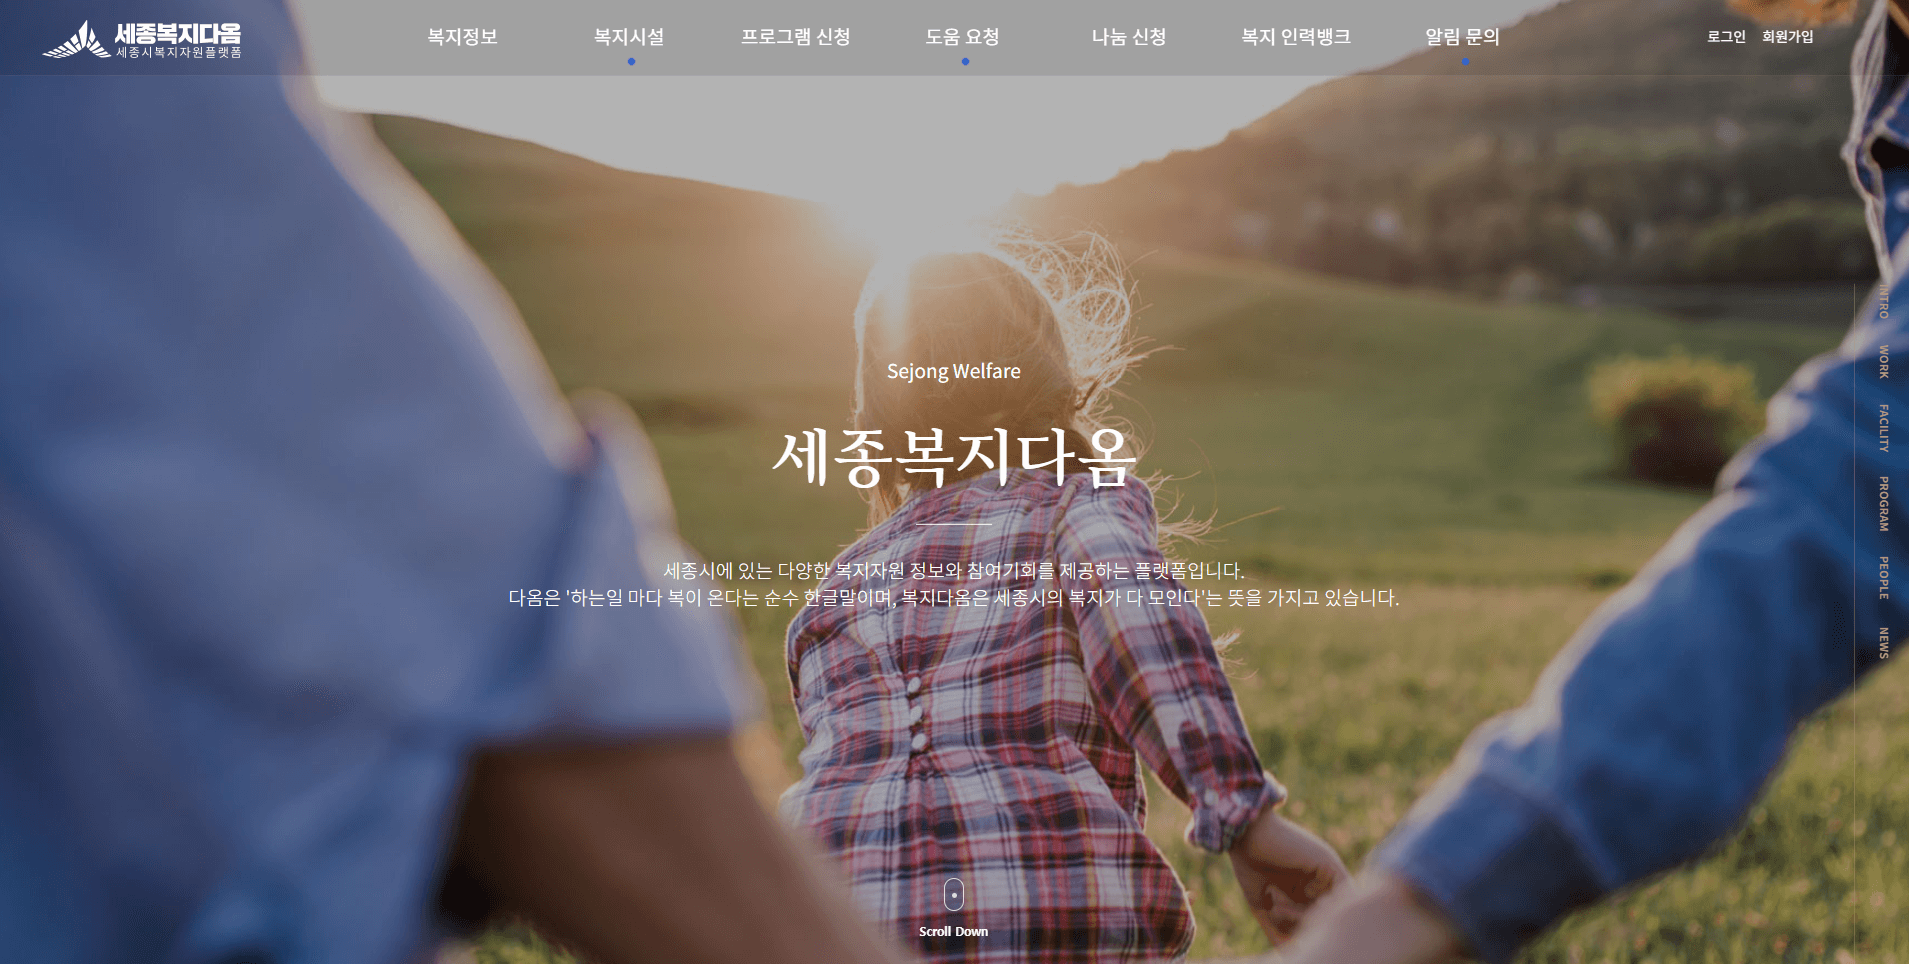 세종복지다옴
세종시복지자원플랫폼
복지정보
복지시설
프로그램 신청
도움 요청
나눔 신청
복지 인력뱅크
알림 문의
로그인
회원가입
Sejong Welfare
세종복지다옴
세종시에 있는 다양한 복지자원 정보와 참여기회를 제공하는 플랫폼입니다.
다옴은 '하는일 마다 복이 온다는 순수 한글말이며, 복지다옴은 세종시의 복지가 다 모인다'는 뜻을 가지고 있습니다.
INTRO
WORK
FACILITY
PROGRAM
PEOPLE
NEWS
Scroll Down